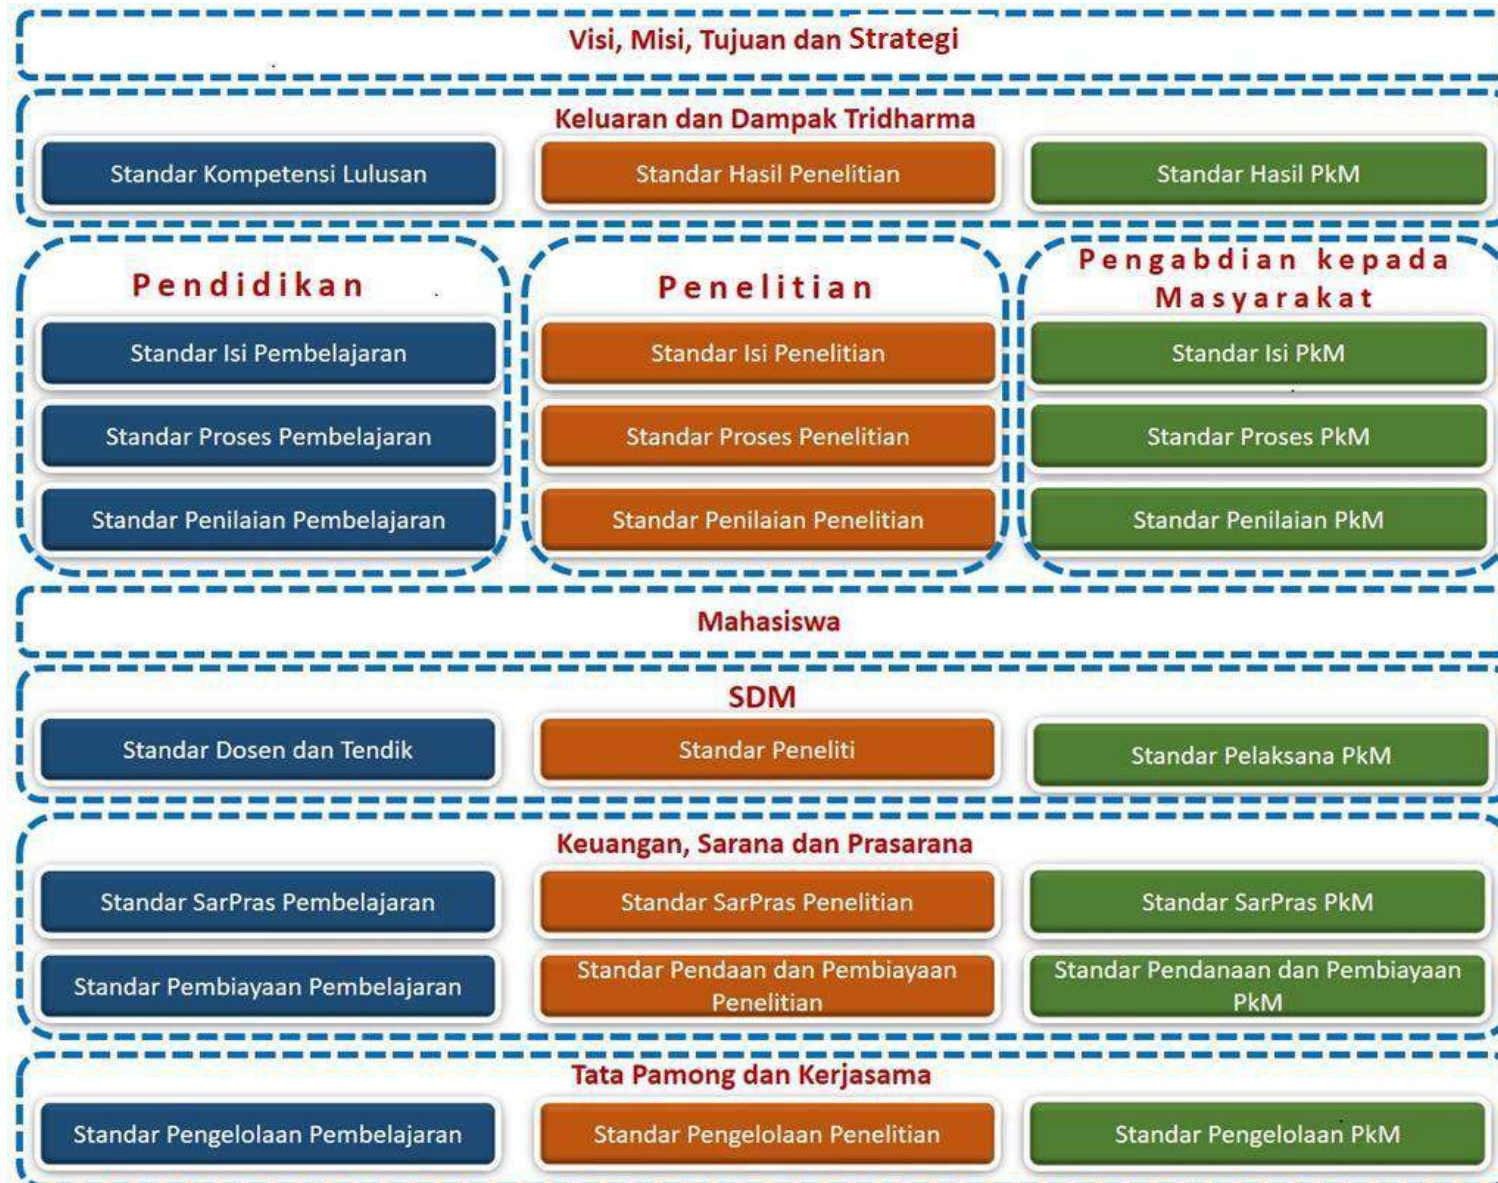 Visi, Misi, Tujuan dan Strategi
Keluaran dan Dampak Tridharma
Standar Kompetensi Lulusan
Standar Hasil Penelitian
Standar Hasil PkM
Pendidikan
Standar Isi Pembelajaran
Standar Proses Pembelajaran
Standar Penilaian Pembelajaran
Penelitian
Standar Isi Penelitian
Standar Proses Penelitian
Standar Penilaian Penelitian
Pengabdian kepada
Masyarakat
Standar Isi PkM
Standar Proses PkM
Standar Penilaian PkM
Mahasiswa
SDM
Standar Dosen dan Tendik
Standar Peneliti
Standar Pelaksana PkM
Keuangan, Sarana dan Prasarana
Standar SarPras Pembelajaran
Standar SarPras Penelitian
Standar SarPras PkM
Standar Pembiayaan Pembelajaran
Standar Pendaan dan Pembiayaan
Penelitian
Standar Pendanaan dan Pembiayaan
PkM
Tata Pamong dan Kerjasama
Standar Pengelolaan Pembelajaran
Standar Pengelolaan Penelitian
Standar Pengelolaan PkM